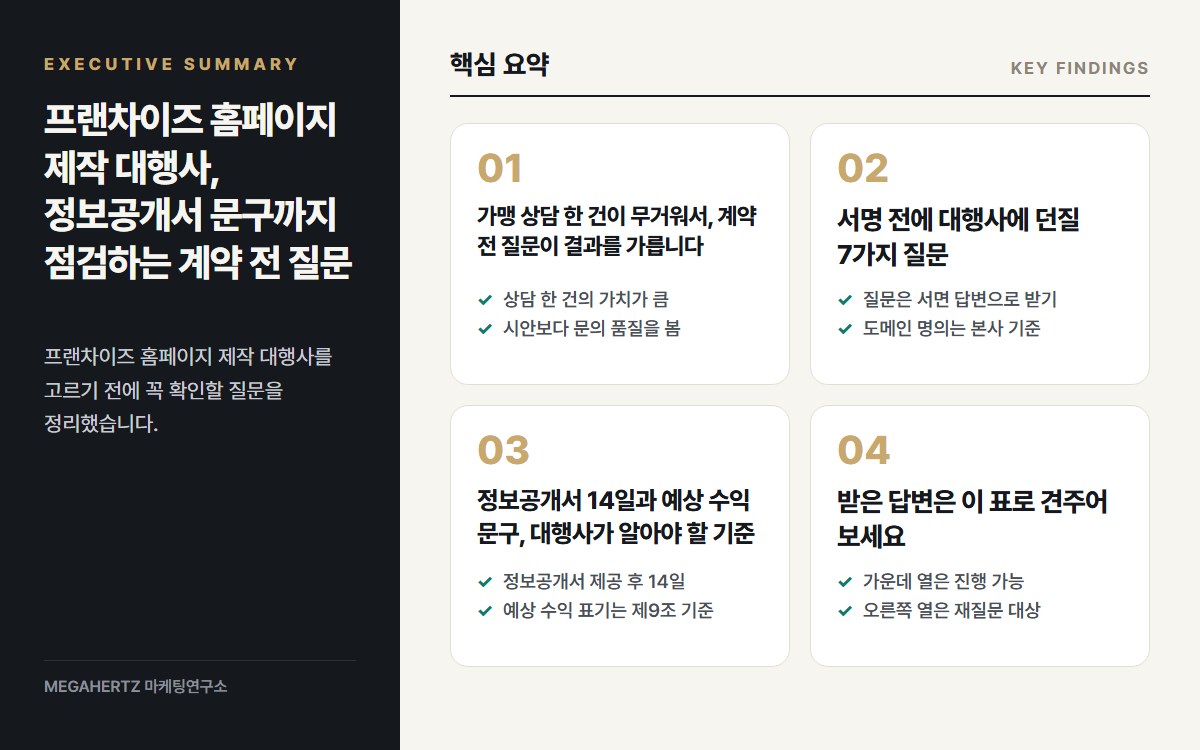 EXECUTIVE SUMMARY
프랜차이즈 홈페이지
제작 대행사,
정보공개서 문구까지
점검하는 계약 전 질문
프랜차이즈 홈페이지 제작 대행사를
고르기 전에 꼭 확인할 질문을
정리했습니다.
MEGAHERTZ 마케팅연구소
핵심 요약
KEY FINDINGS
01
가맹 상담 한 건이 무거워서, 계약
전 질문이 결과를 가릅니다
상담 한 건의 가치가 큼
시안보다 문의 품질을 봄
02
서명 전에 대행사에 던질
7가지 질문
질문은 서면 답변으로 받기
도메인 명의는 본사 기준
03
정보공개서 14일과 예상 수익
문구, 대행사가 알아야 할 기준
정보공개서 제공 후 14일
예상 수익 표기는 제9조 기준
04
받은 답변은 이 표로 견주어
보세요
가운데 열은 진행 가능
오른쪽 열은 재질문 대상